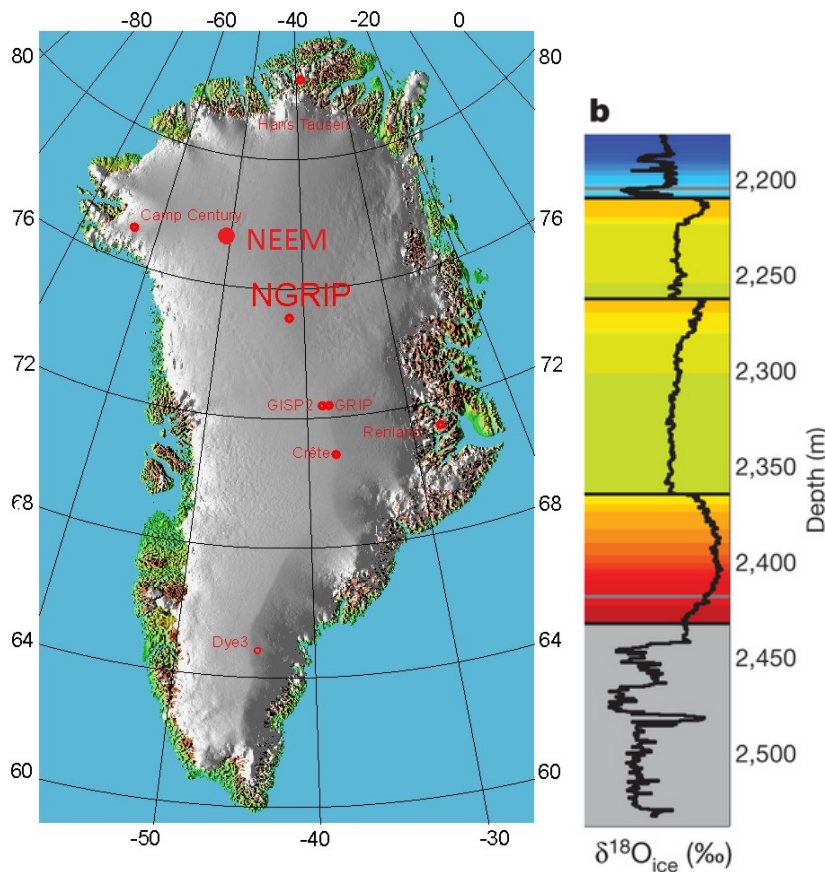 -80 -60 -50 -40 -30 -20 0
80 80
Hans Tausen
76 76
Camp Century
NEEM
NGRIP
72 72
GISP2 GRIP
Renland
Crête
68 68
64 64
Dye3
60 60
-50 -40 -30
b
2,200
2,250
2,300
2,350
2,400
2,450
2,500
Depth (m)
δ18Oice (‰)